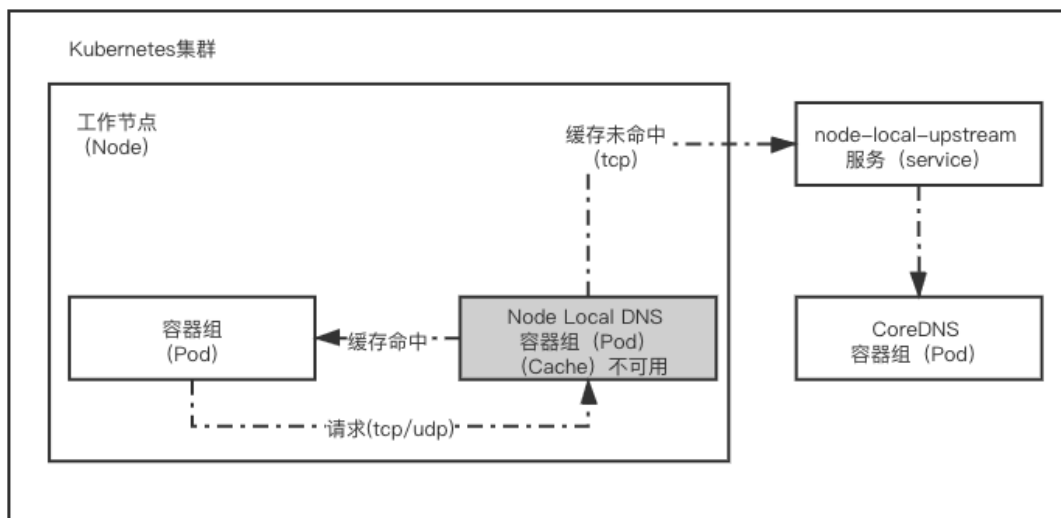 Kubernetes集群
工作节点
（Node）
缓存未命中
（tcp）
node-local-upstream
服务（service）
容器组
（Pod）
缓存命中
Node Local DNS
容器组（Pod）
（Cache）不可用
CoreDNS
容器组（Pod）
请求(tcp/udp)